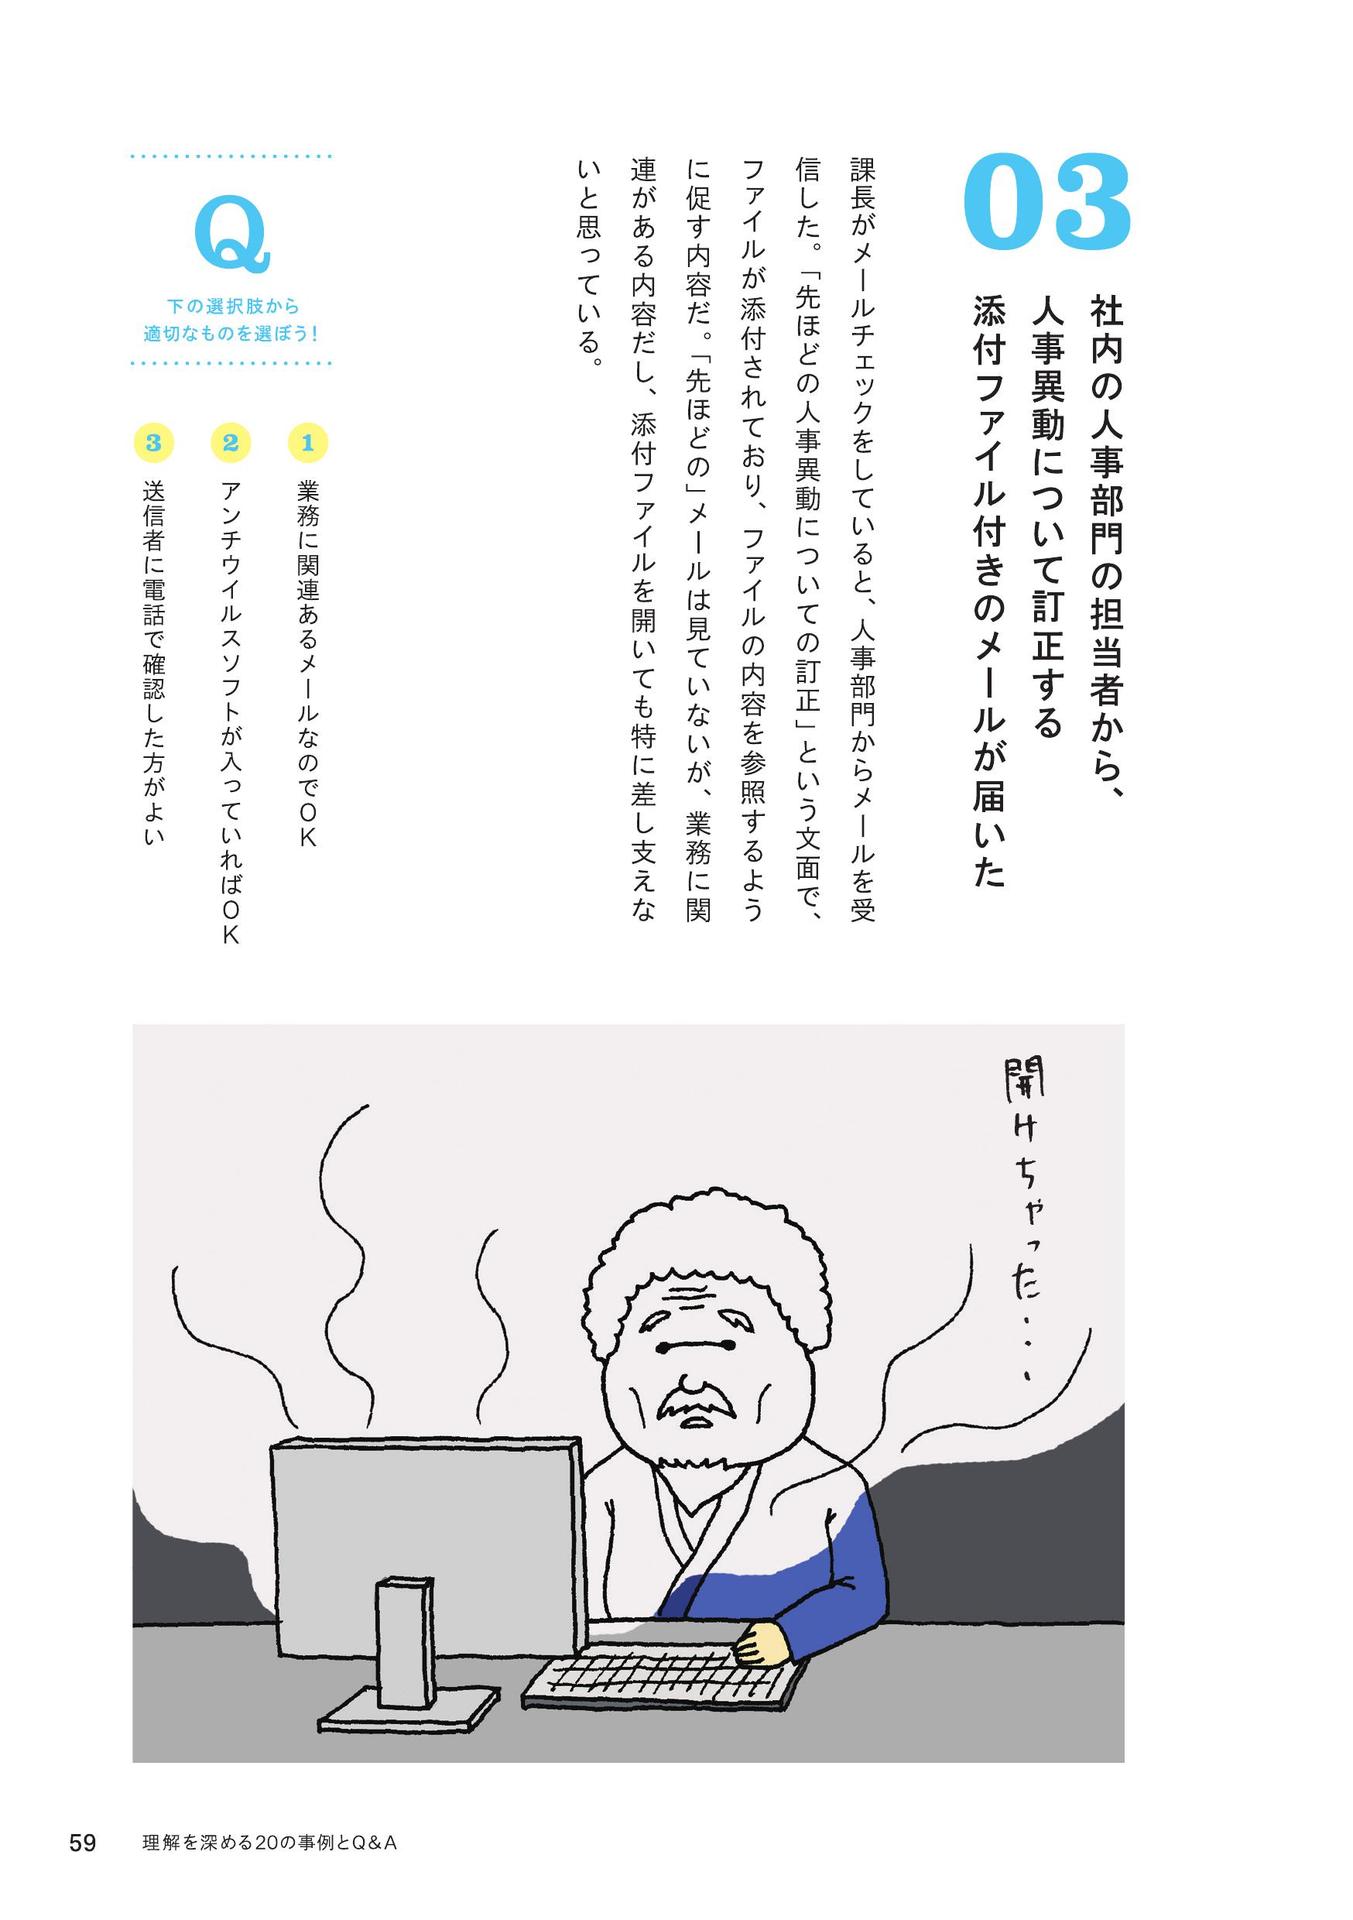 03
社内の人事部門の担当者から、
人事異動について訂正する
添付ファイル付きのメールが届いた
課長がメールチェックをしていると、人事部門からメールを受
信した。「先ほどの人事異動についての訂正」という文面で、
ファイルが添付されており、ファイルの内容を参照するよう
に促す内容だ。「先ほどの」メールは見ていないが、業務に関
連がある内容だし、添付ファイルを開いても特に差し支えな
いと思っている。
Q
下の選択肢から
適切なものを選ぼう!
1 業務に関連あるメールなのでOK
2 アンチウイルスソフトが入っていればOK
3 送信者に電話で確認した方がよい
開けちゃった・・・
59 理解を深める20の事例とQ&A